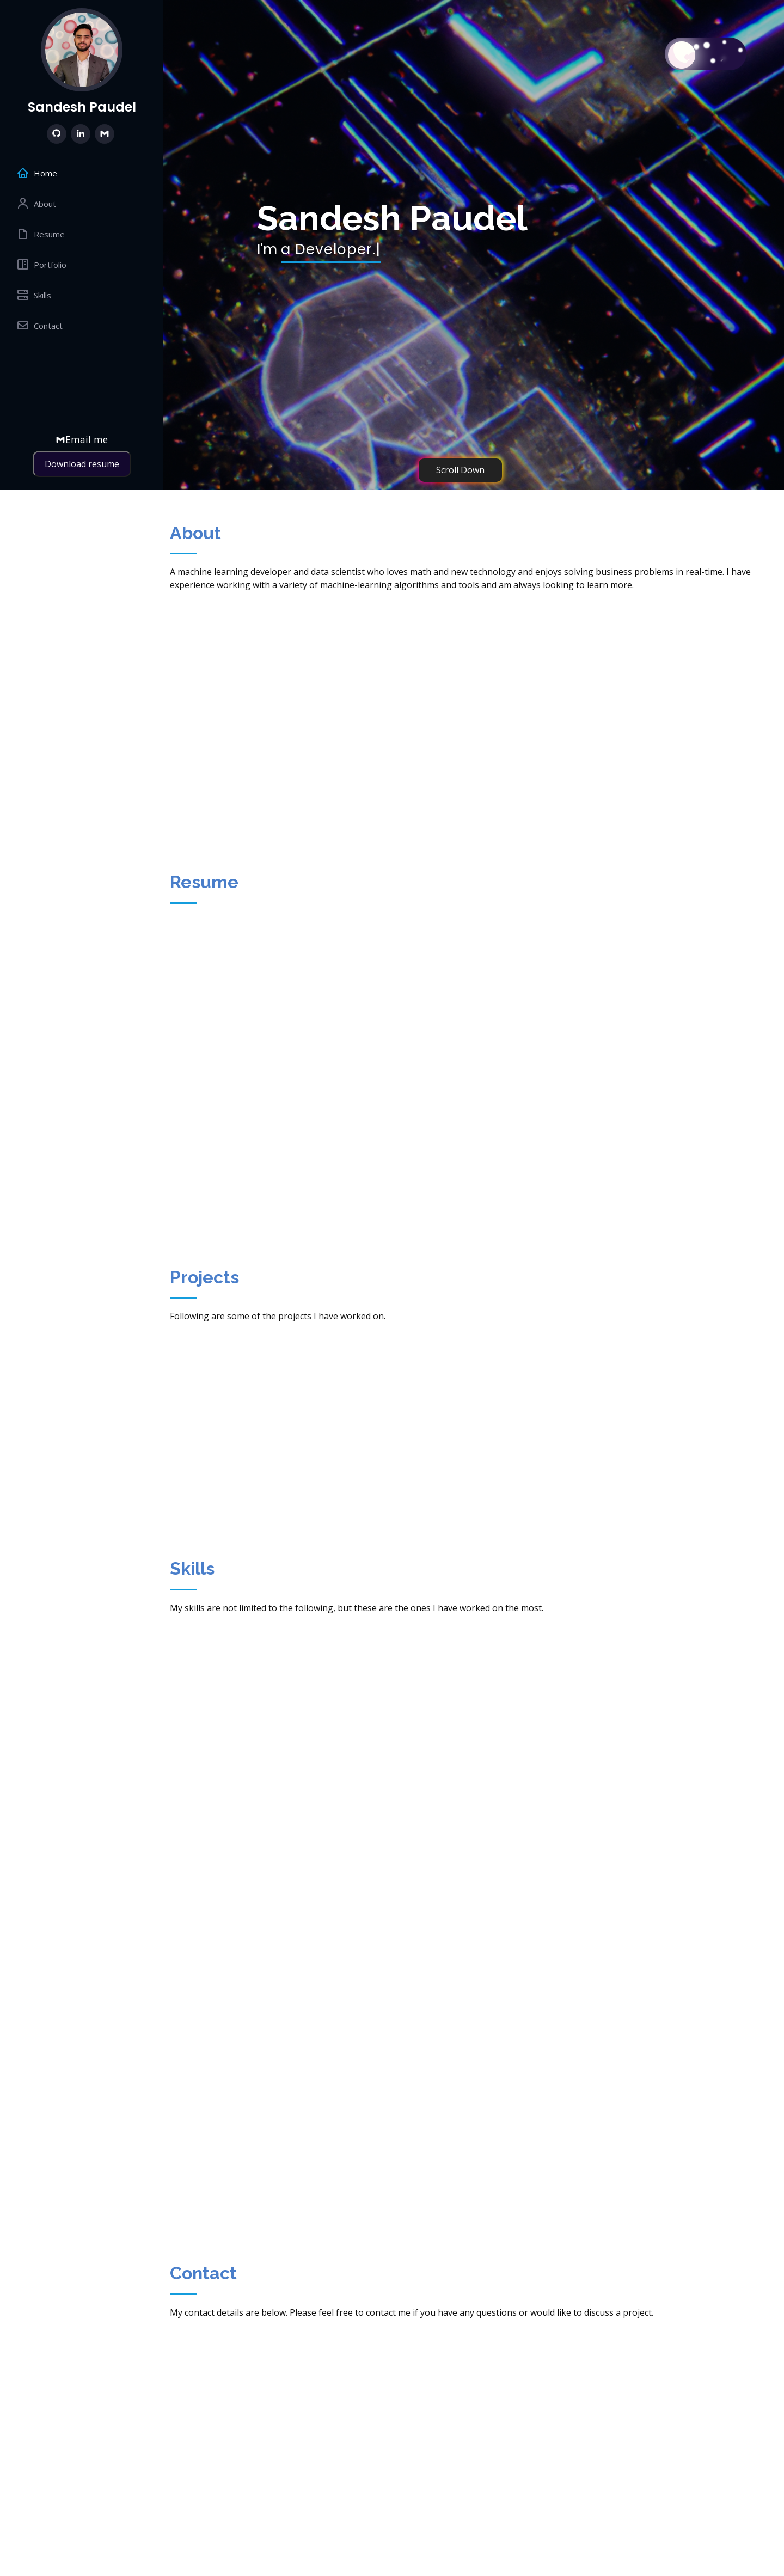 Sandesh Paudel
Home
About
Resume
Portfolio
Skills
Contact
Email me
Download resume
Sandesh Paudel
I'm a Developer.|
Scroll Down
About
A machine learning developer and data scientist who loves math and new technology and enjoys solving business problems in real-time. I have
experience working with a variety of machine-learning algorithms and tools and am always looking to learn more.
Resume
Projects
Following are some of the projects I have worked on.
Skills
My skills are not limited to the following, but these are the ones I have worked on the most.
Contact
My contact details are below. Please feel free to contact me if you have any questions or would like to discuss a project.